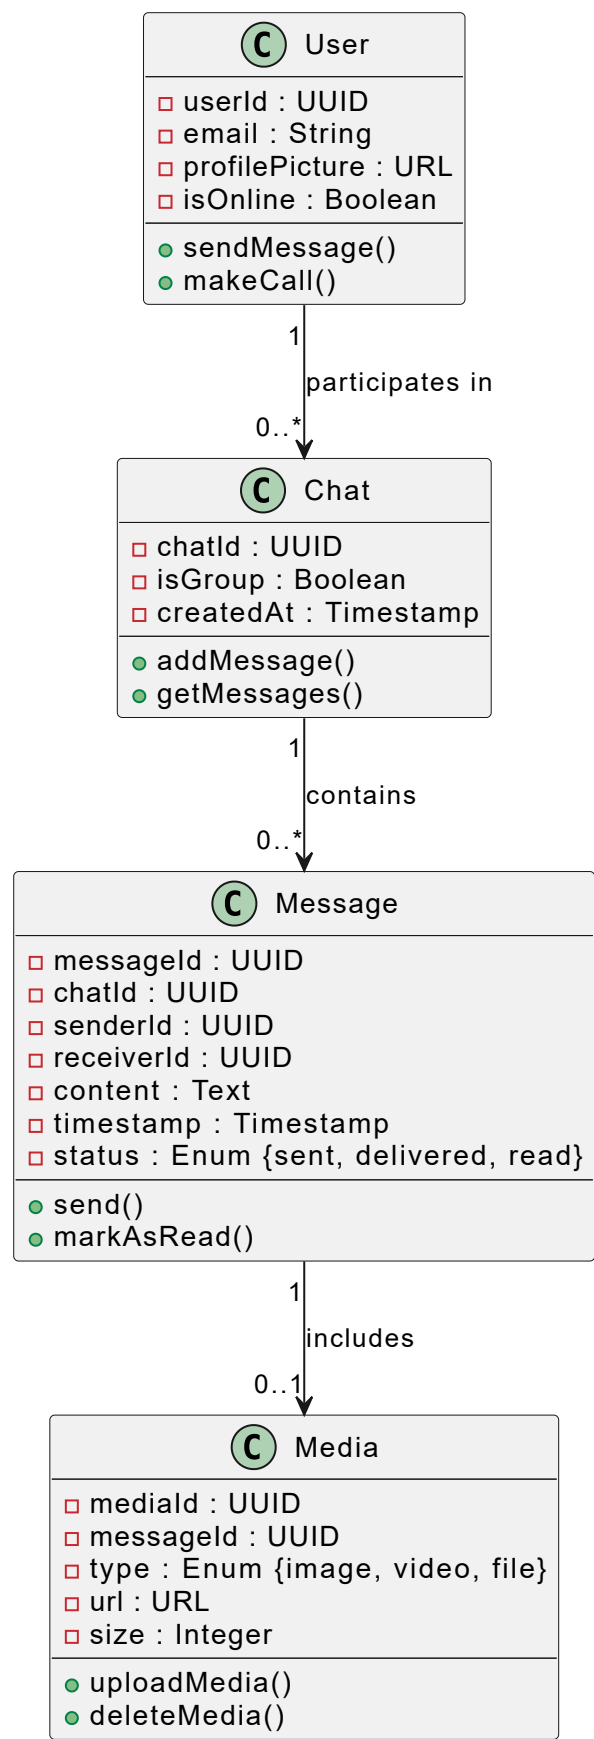 C User
userId : UUID
email : String
profilePicture : URL
isOnline : Boolean
sendMessage()
makeCall()
1
participates in
0..*
C Chat
chatId : UUID
isGroup : Boolean
createdAt : Timestamp
addMessage()
getMessages()
1
contains
0..*
C Message
messageId : UUID
chatId : UUID
senderId : UUID
receiverId : UUID
content : Text
timestamp : Timestamp
status : Enum {sent, delivered, read}
send()
markAsRead()
1
includes
0..1
C Media
mediaId : UUID
messageId : UUID
type : Enum {image, video, file}
url : URL
size : Integer
uploadMedia()
deleteMedia()